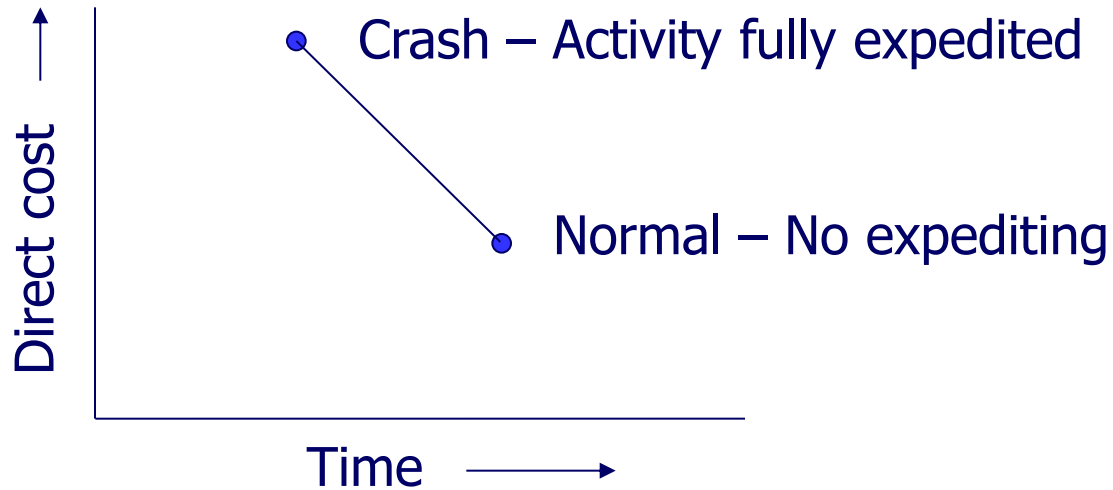 Crash – Activity fully expedited
Direct cost
Normal – No expediting
Time